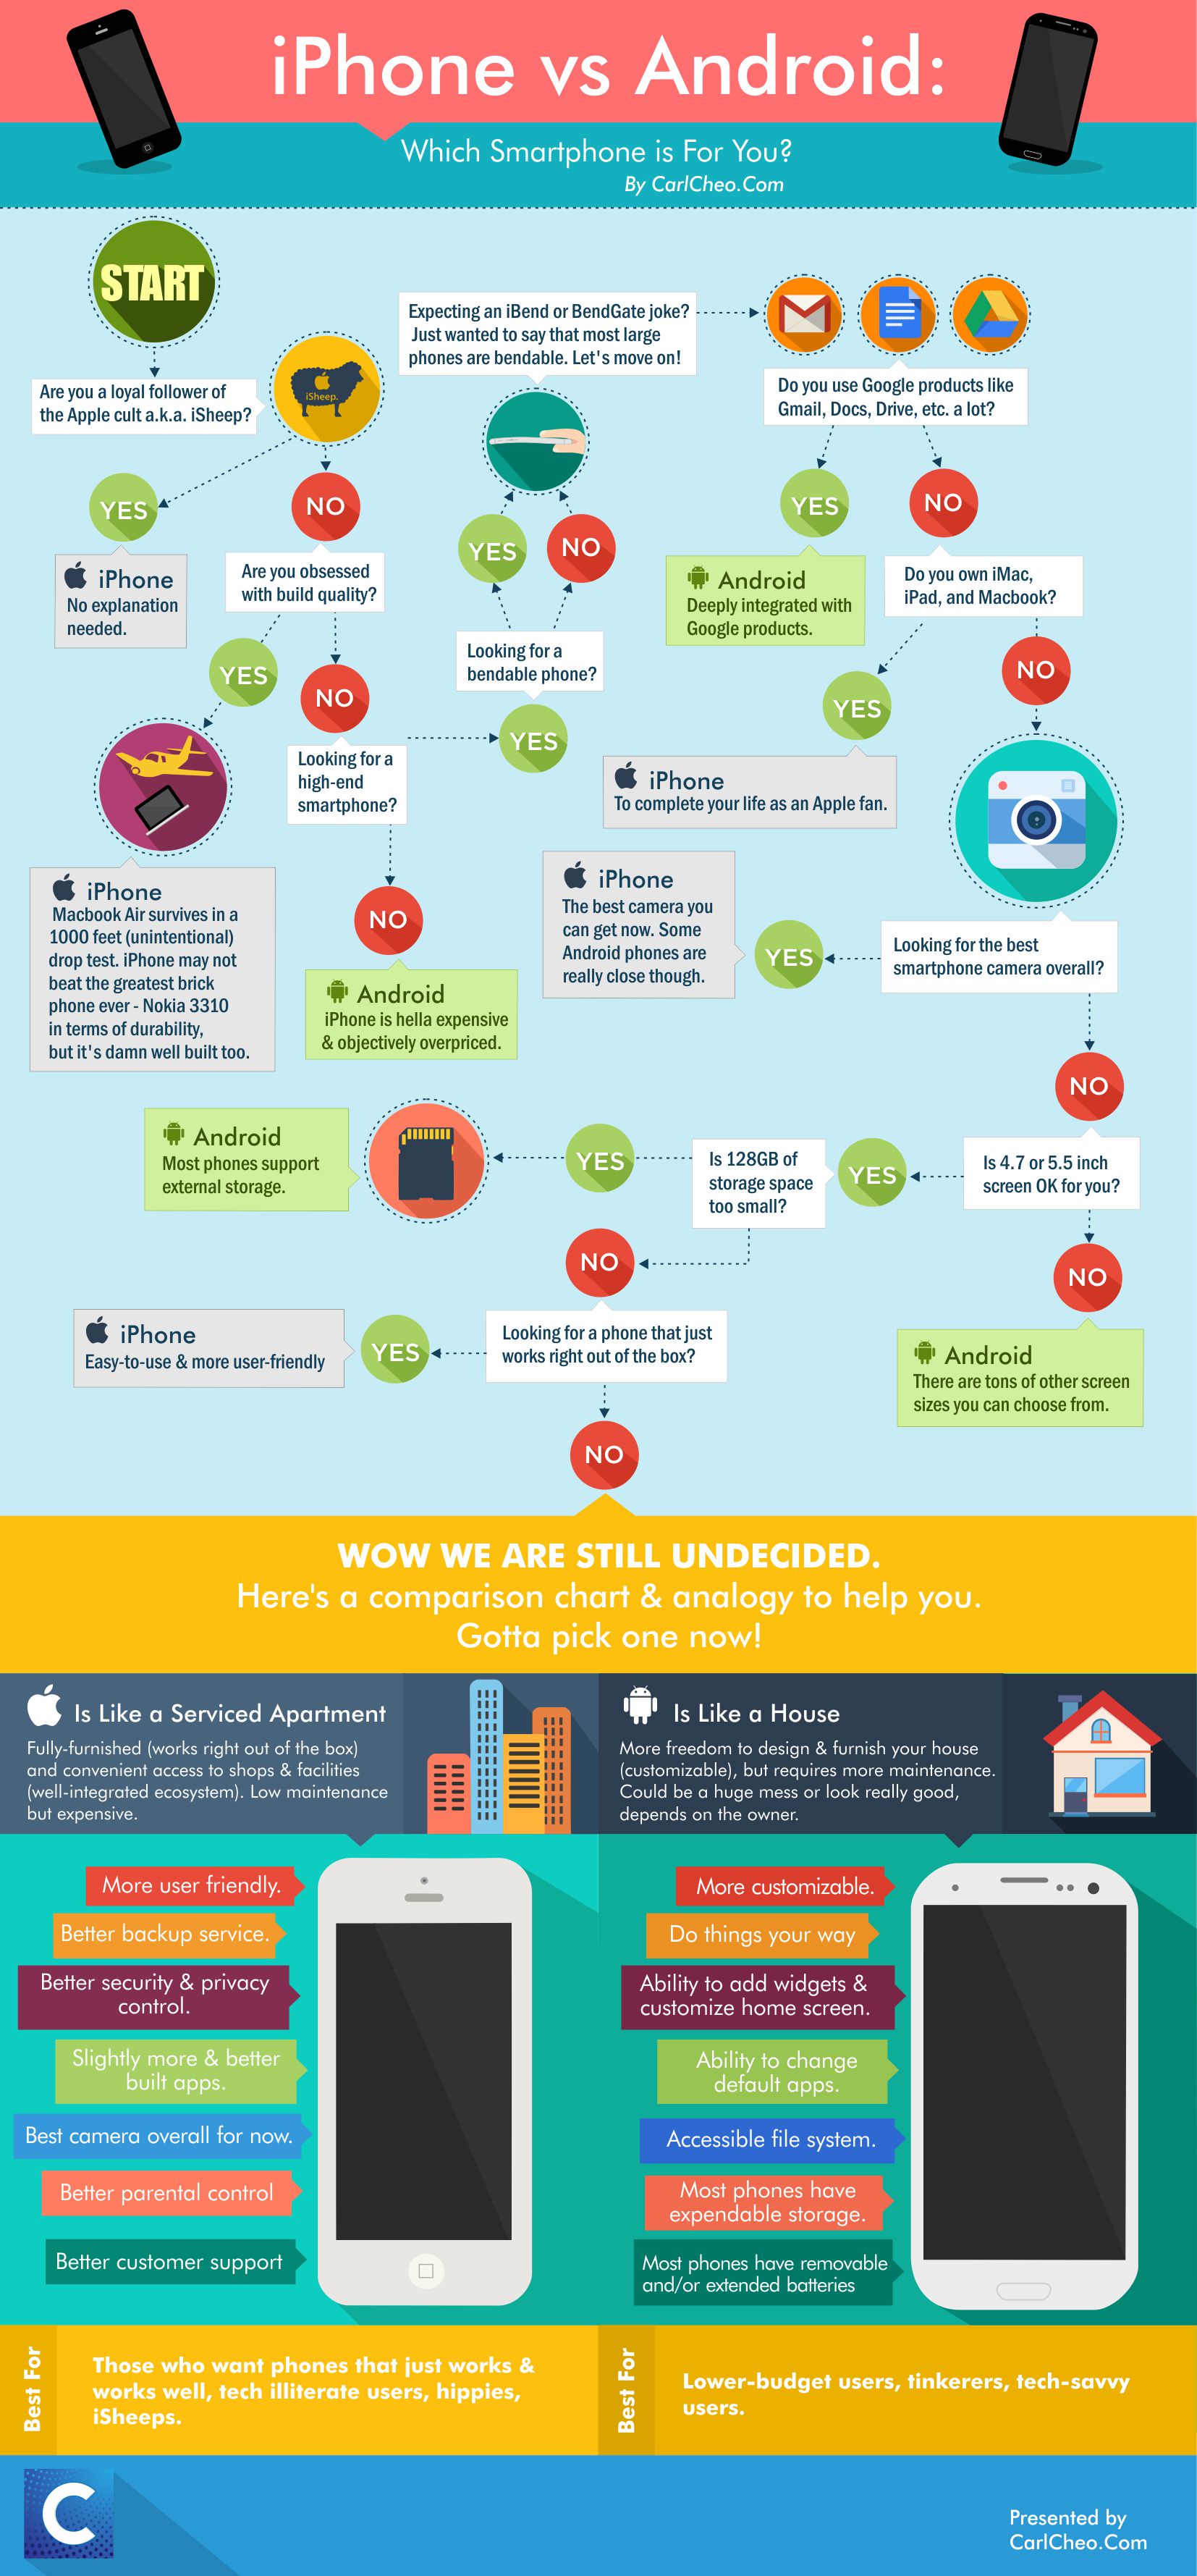 iPhone vs Android:
Which Smartphone is For You?
By CarlCheo.Com
START
Are you a loyal follower of
the Apple cult a.k.a. iSheep?
iSheep.
YES
iPhone
No explanation
needed.
NO
Are you obsessed
with build quality?
YES
iPhone
Macbook Air survives in a
1000 feet (unintentional)
drop test. iPhone may not
beat the greatest brick
phone ever - Nokia 3310
in terms of durability,
but it's damn well built too.
NO
Looking for a
high-end
smartphone?
NO
Android
iPhone is hella expensive
& objectively overpriced.
YES
Looking for a
bendable phone?
YES
NO
Expecting an iBend or BendGate joke?
Just wanted to say that most large
phones are bendable. Let's move on!
Do you use Google products like
Gmail, Docs, Drive, etc. a lot?
YES
Android
Deeply integrated with
Google products.
NO
Do you own iMac,
iPad, and Macbook?
YES
iPhone
To complete your life as an Apple fan.
NO
Looking for the best
smartphone camera overall?
YES
iPhone
The best camera you
can get now. Some
Android phones are
really close though.
NO
Is 4.7 or 5.5 inch
screen OK for you?
NO
Android
There are tons of other screen
sizes you can choose from.
YES
Is 128GB of
storage space
too small?
YES
Android
Most phones support
external storage.
NO
Looking for a phone that just
works right out of the box?
YES
iPhone
Easy-to-use & more user-friendly
NO
WOW WE ARE STILL UNDECIDED.
Here's a comparison chart & analogy to help you.
Gotta pick one now!
Is Like a Serviced Apartment
Fully-furnished (works right out of the box)
and convenient access to shops & facilities
(well-integrated ecosystem). Low maintenance
but expensive.
Is Like a House
More freedom to design & furnish your house
(customizable), but requires more maintenance.
Could be a huge mess or look really good,
depends on the owner.
More user friendly.
Better backup service.
Better security & privacy
control.
Slightly more & better
built apps.
Best camera overall for now.
Better parental control
Better customer support
More customizable.
Do things your way
Ability to add widgets &
customize home screen.
Ability to change
default apps.
Accessible file system.
Most phones have
expendable storage.
Most phones have removable
and/or extended batteries
Best For
Those who want phones that just works &
works well, tech illiterate users, hippies,
iSheeps.
Best For
Lower-budget users, tinkerers, tech-savvy
users.
C
Presented by
CarlCheo.Com